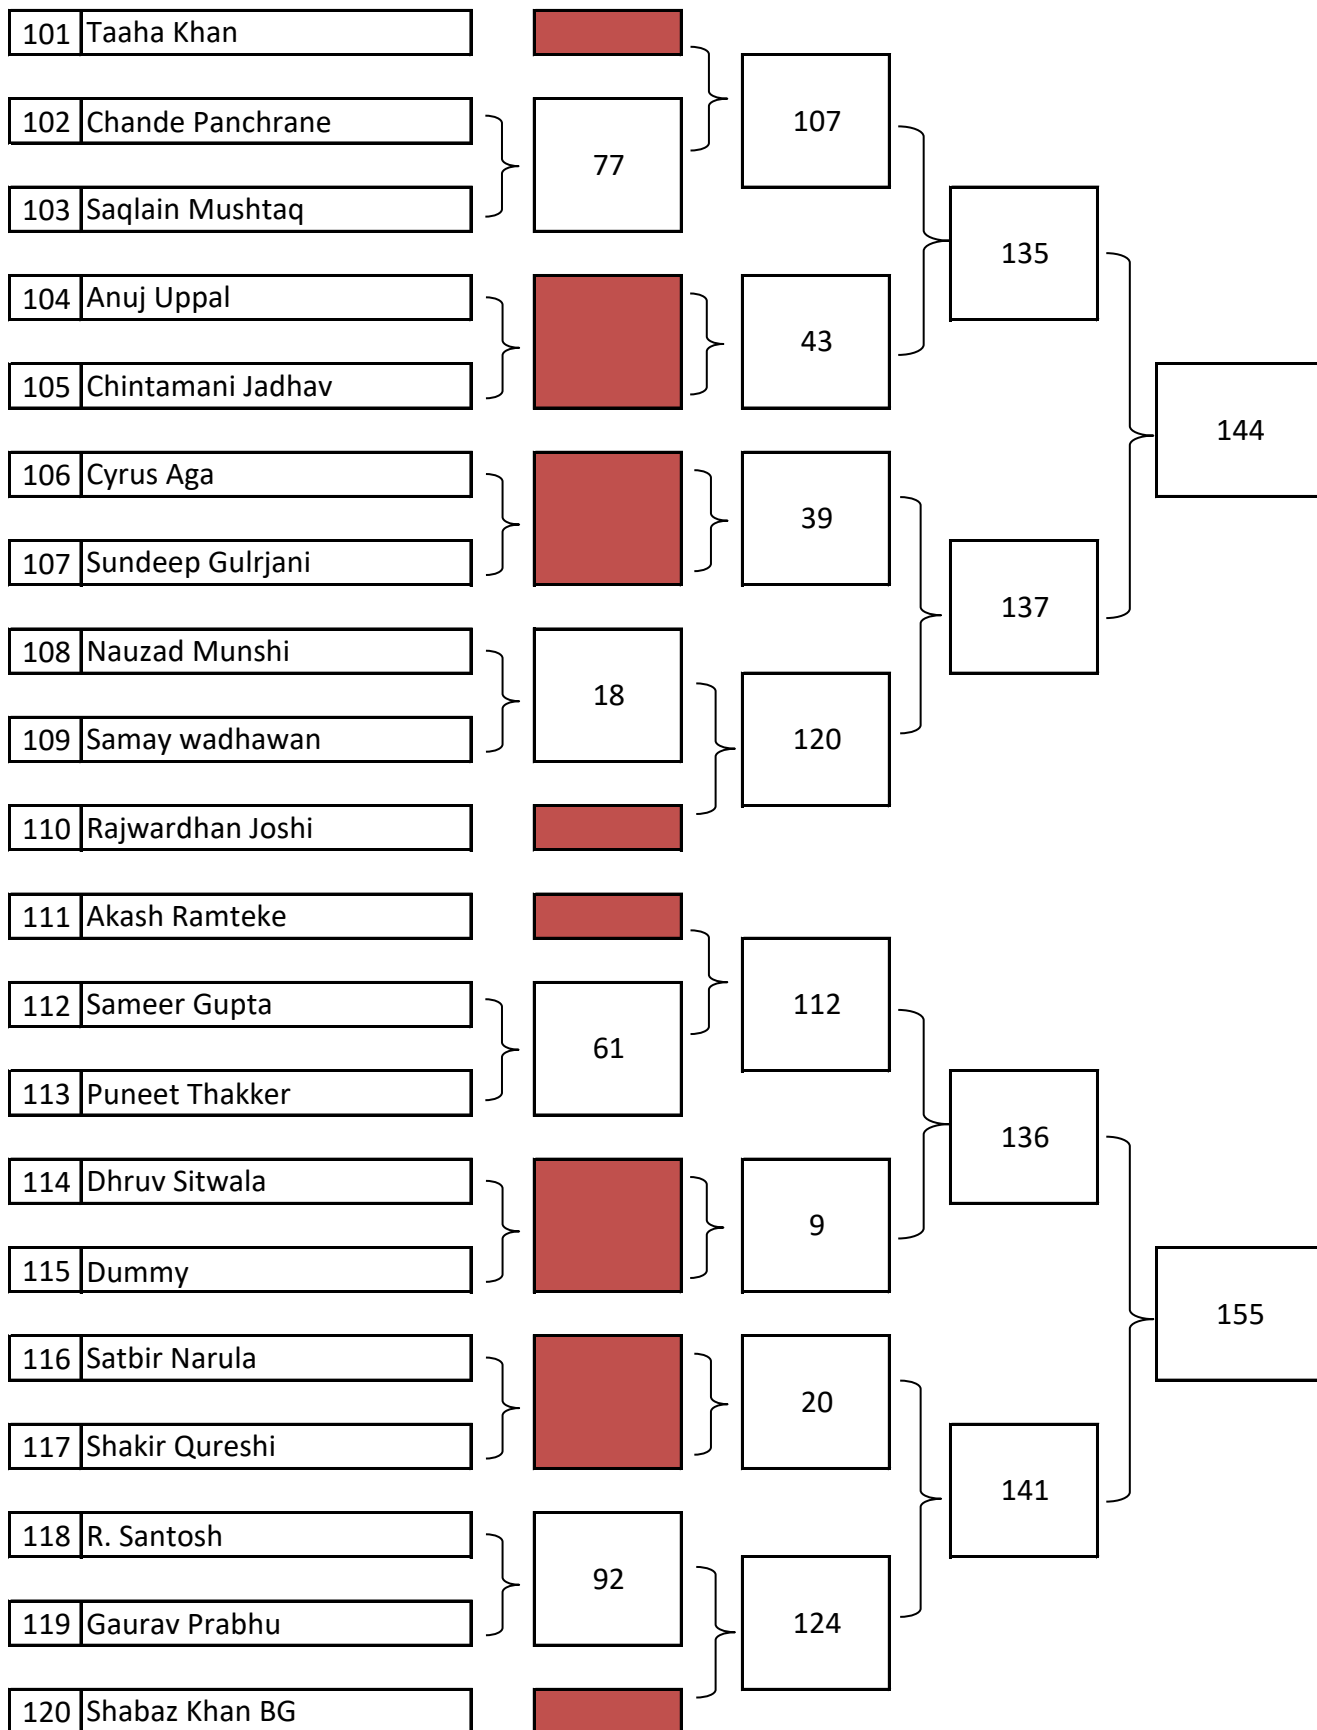 101 Taaha Khan
107
102 Chande Panchrane
77
103 Saqlain Mushtaq
135
104 Anuj Uppal
43
105 Chintamani Jadhav
144
106 Cyrus Aga
39
107 Sundeep Gulrjani
137
108 Nauzad Munshi
18
109 Samay wadhawan
120
110 Rajwardhan Joshi
111 Akash Ramteke
112 Sameer Gupta
112
61
113 Puneet Thakker
136
114 Dhruv Sitwala
9
115 Dummy
155
116 Satbir Narula
20
117 Shakir Qureshi
141
118 R. Santosh
92
119 Gaurav Prabhu
124
120 Shabaz Khan BG